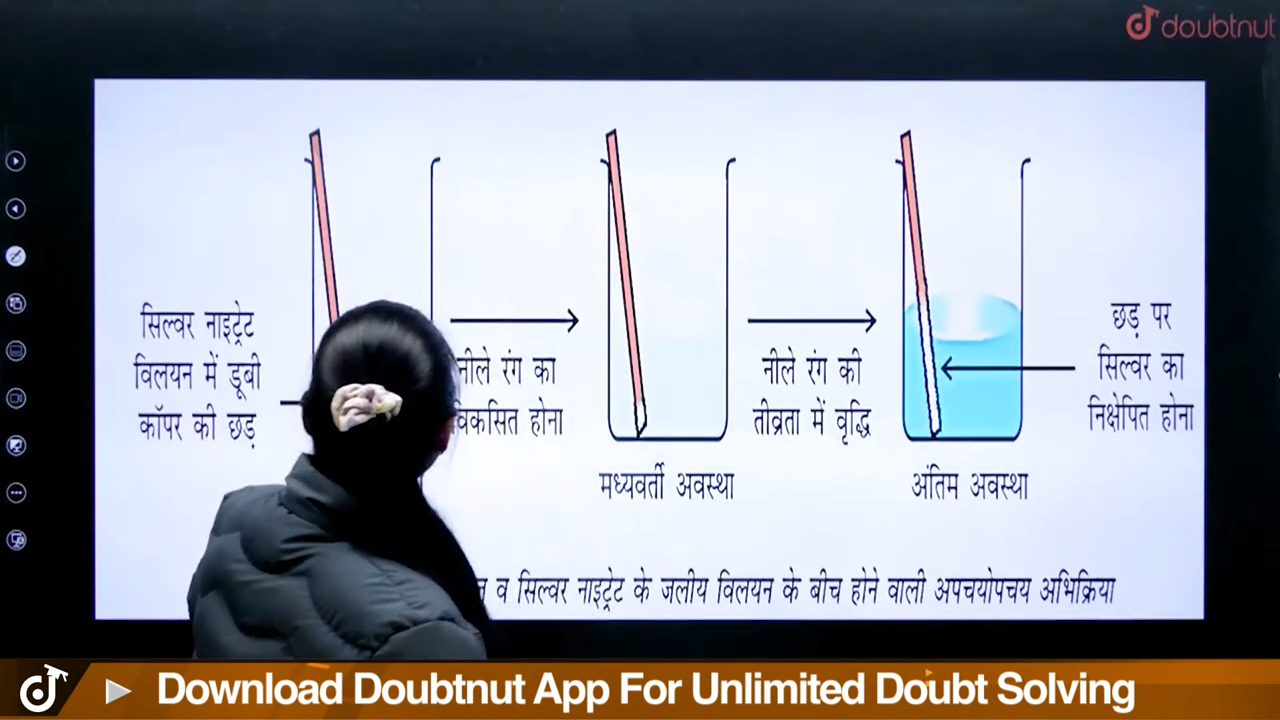 doubtnut
सिल्वर नाइट्रेट
विलयन में डूबी
कॉपर की छड़
नीले रंग का
विकसित होना
नीले रंग की
तीव्रता में वृद्धि
छड़ पर
सिल्वर का
निक्षेपित होना
मध्यवर्ती अवस्था
अंतिम अवस्था
व सिल्वर नाइट्रेट के जलीय विलयन के बीच होने वाली अपचयोपचय अभिक्रिया
Download Doubtnut App For Unlimited Doubt Solving